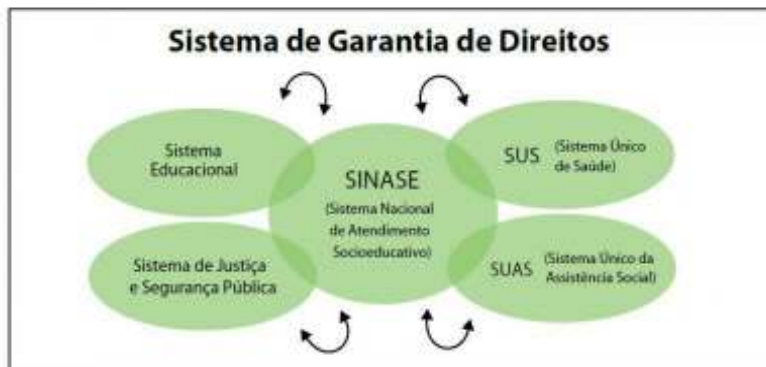 Sistema de Garantia de Direitos
Sistema
Educacional
SUS (Sistema Único
de Saúde)
SINASE
(Sistema Nacional
de Atendimento
Socioeducativo)
Sistema de Justiça
e Segurança Pública
SUAS (Sistema Único da
Assistência Social)